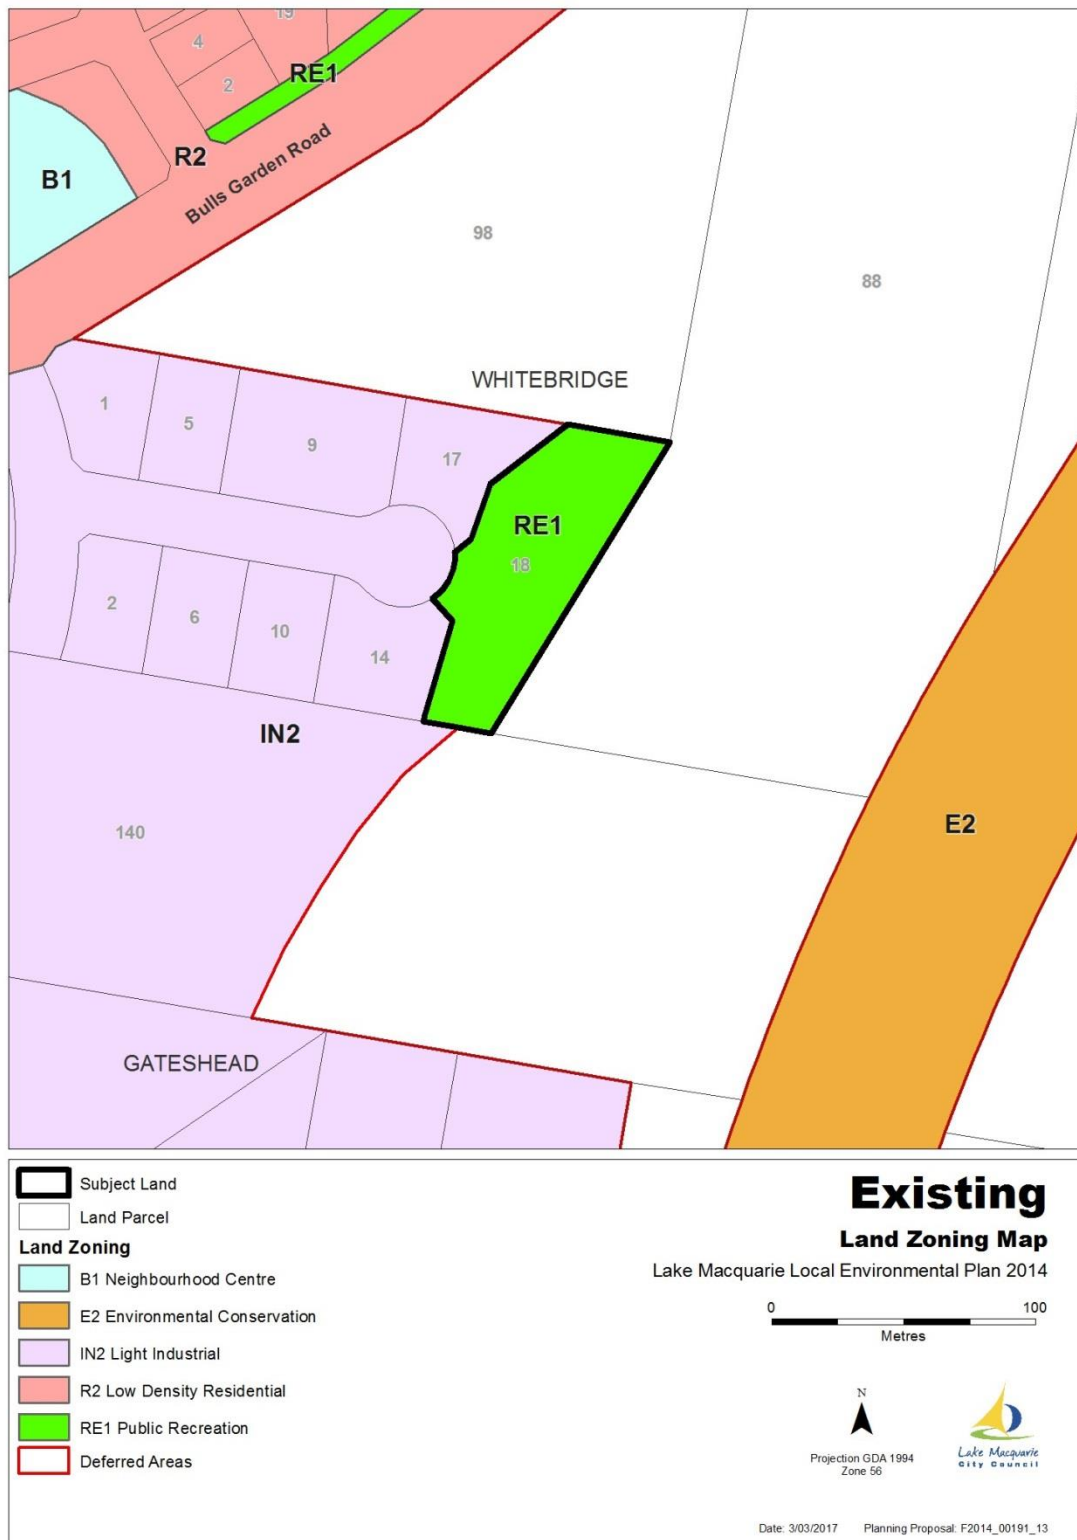 19
4
RE1
2
Bulls Garden Road
R2
B1
98
88
WHITEBRIDGE
1
5
9
17
RE1
18
2
6
10
14
IN2
140
E2
GATESHEAD
Subject Land
Land Parcel
Land Zoning
B1 Neighbourhood Centre
E2 Environmental Conservation
IN2 Light Industrial
R2 Low Density Residential
RE1 Public Recreation
Deferred Areas
Existing
Land Zoning Map
Lake Macquarie Local Environmental Plan 2014
0 100
Metres
N
Projection GDA 1994
Zone 56
Lake Macquarie
City Council
Date: 3/03/2017 Planning Proposal: F2014_00191_13